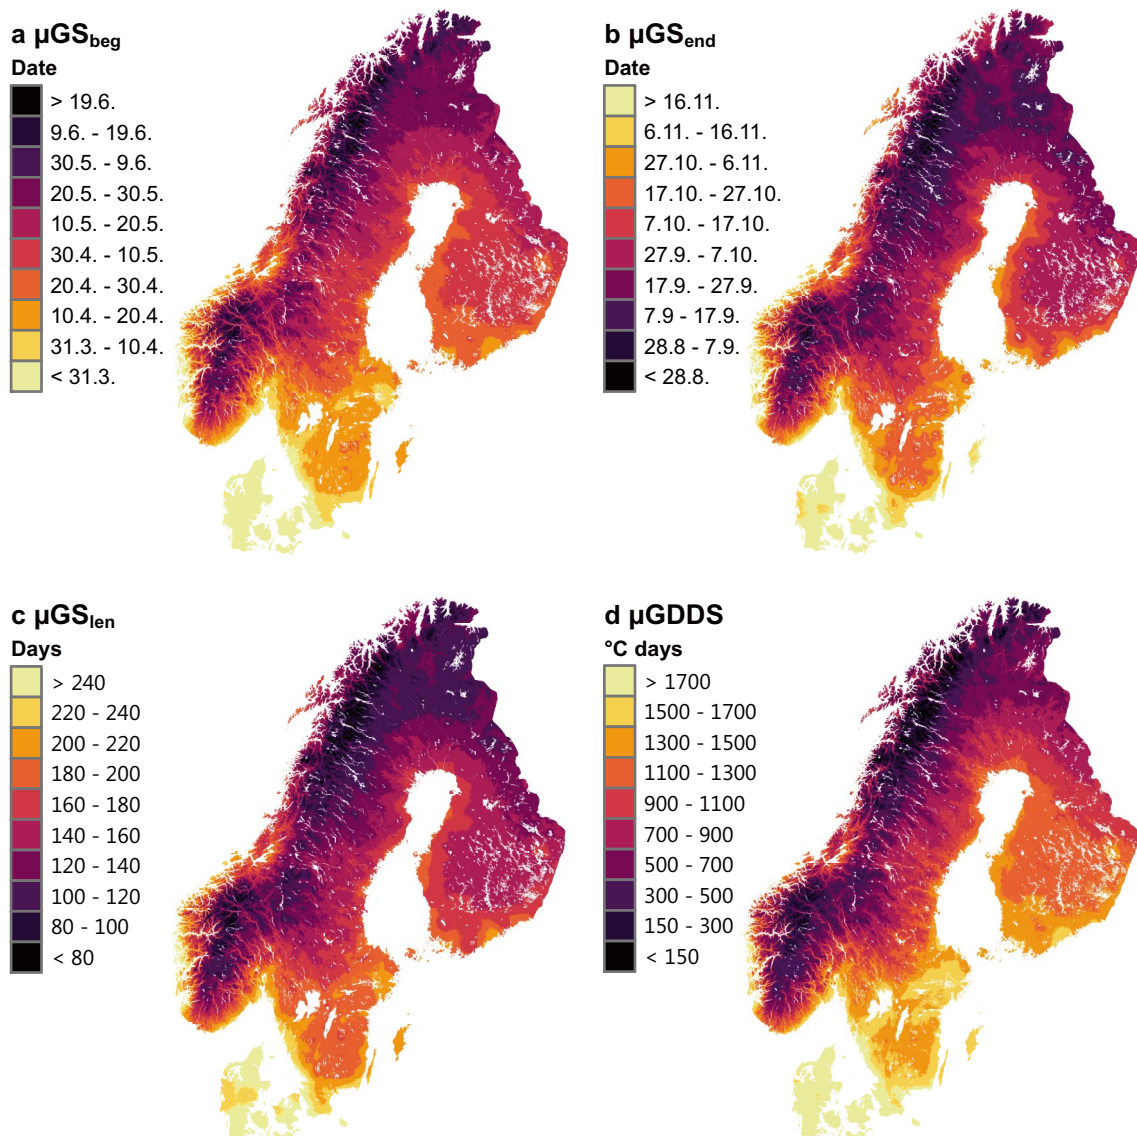 a µGSbeg
Date
> 19.6.
9.6. - 19.6.
30.5. - 9.6.
20.5. - 30.5.
10.5. - 20.5.
30.4. - 10.5.
20.4. - 30.4.
10.4. - 20.4.
31.3. - 10.4.
< 31.3.
b µGSend
Date
> 16.11.
6.11. - 16.11.
27.10. - 6.11.
17.10. - 27.10.
7.10. - 17.10.
27.9. - 7.10.
17.9. - 27.9.
7.9 - 17.9.
28.8 - 7.9.
< 28.8.
c µGSlen
Days
> 240
220 - 240
200 - 220
180 - 200
160 - 180
140 - 160
120 - 140
100 - 120
80 - 100
< 80
d µGDDS
°C days
> 1700
1500 - 1700
1300 - 1500
1100 - 1300
900 - 1100
700 - 900
500 - 700
300 - 500
150 - 300
< 150